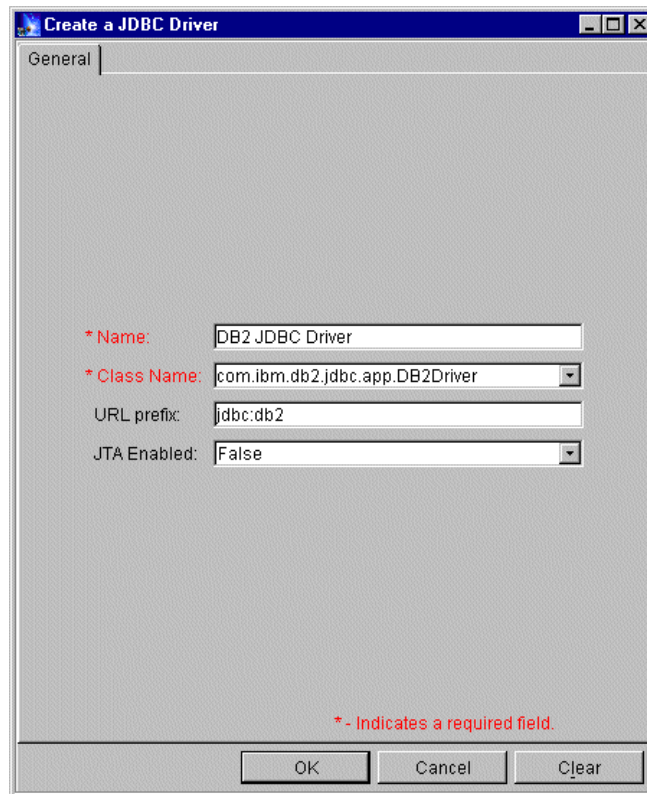 Create a JDBC Driver
General
* Name: DB2 JDBC Driver
* Class Name: com.ibm.db2.jdbc.app.DB2Driver
URL prefix: jdbc:db2
JTA Enabled: False
* - Indicates a required field.
OK Cancel Clear